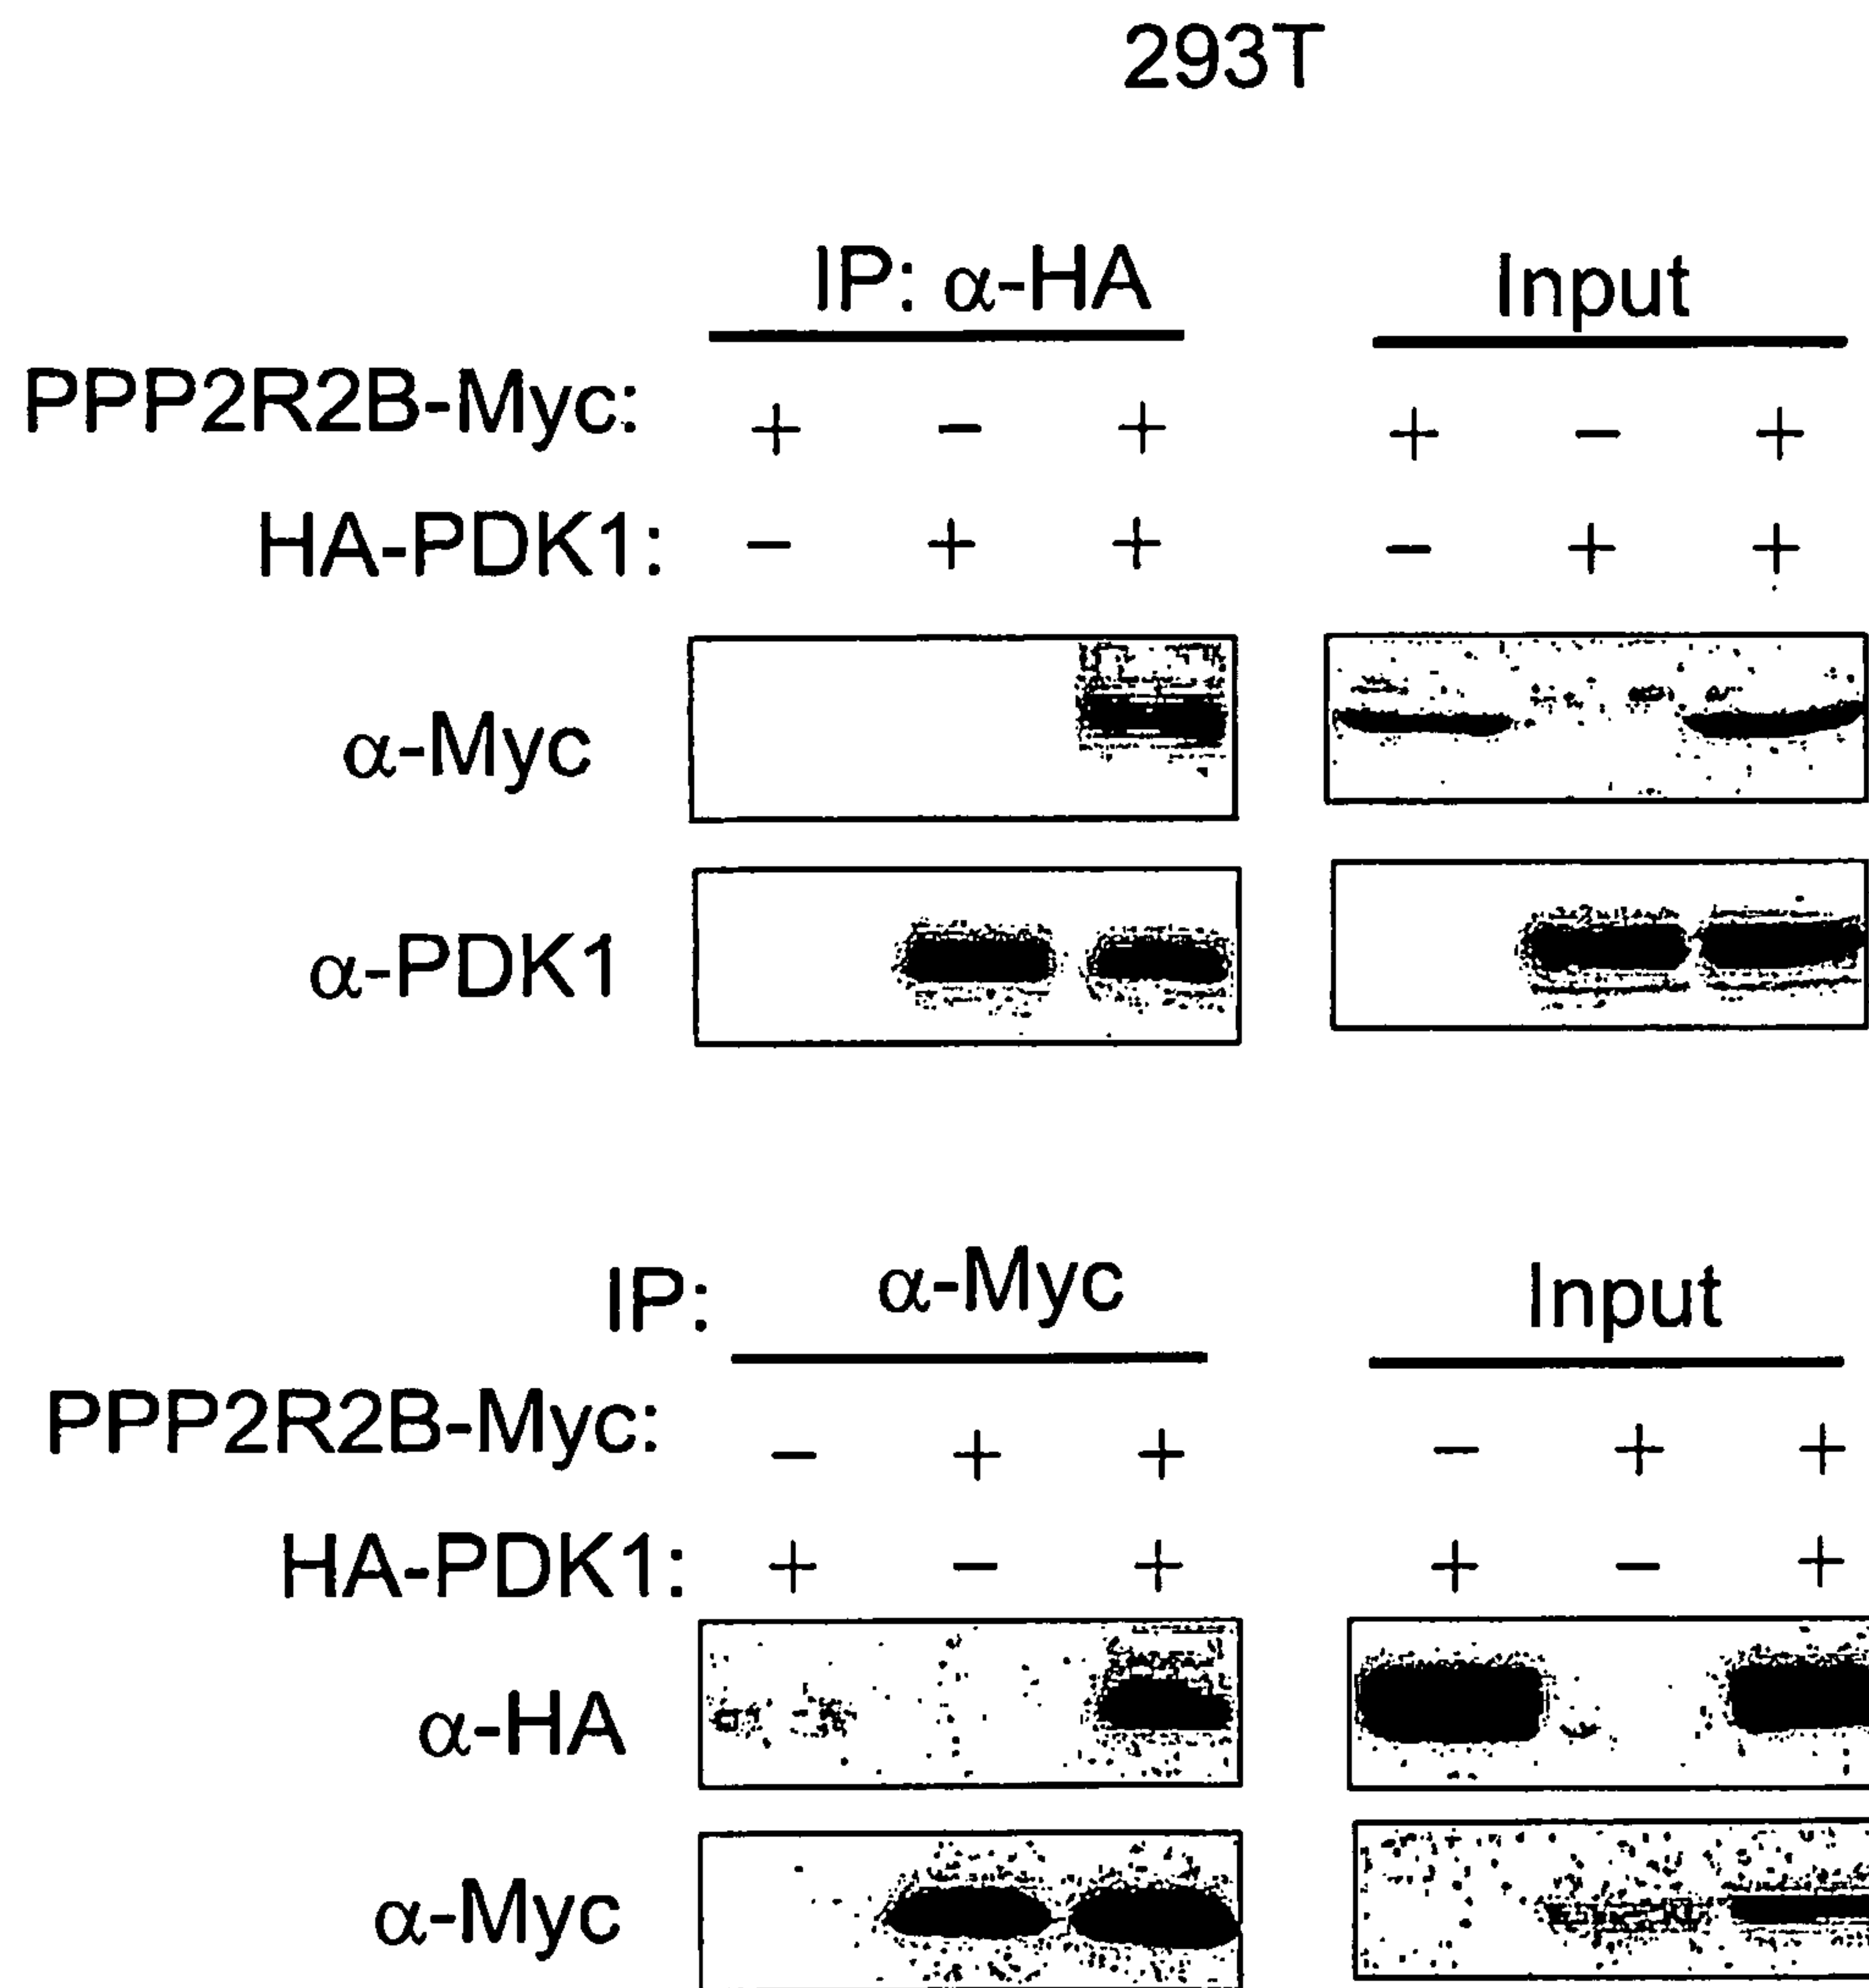 293T
IP: α-HA Input
PPP2R2B-Myc: + − + + − +
HA-PDK1: − + + − + +
α-Myc
α-PDK1
IP: α-Myc Input
PPP2R2B-Myc: − + + − + +
HA-PDK1: + − + + − +
α-HA
α-Myc